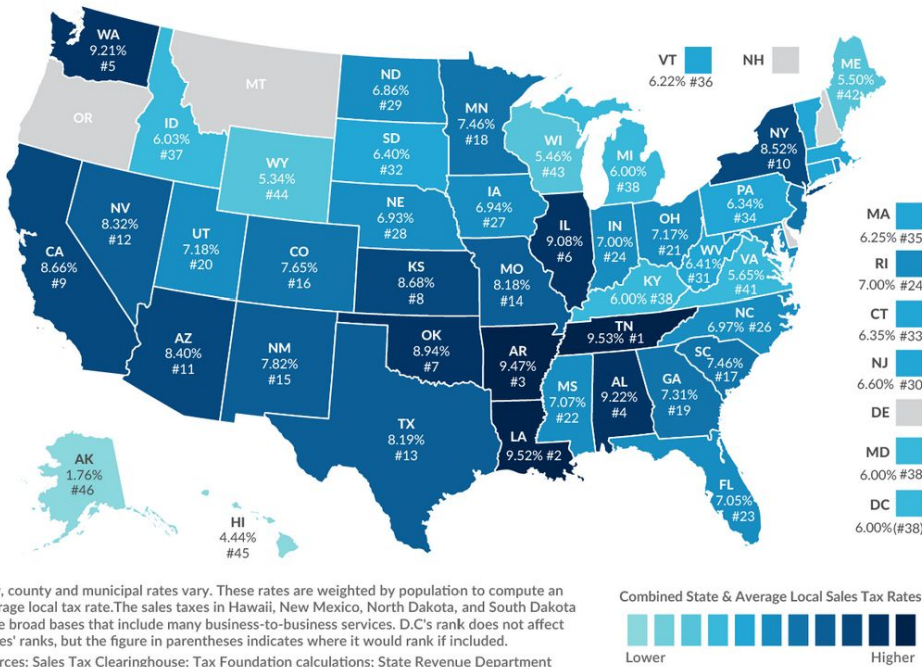 WA
9.21%
#5
MT
ND
6.86%
#29
MN
7.46%
#18
VT
6.22% #36
NH
ME
5.50%
#42
OR
ID
6.03%
#37
WY
5.34%
#44
SD
6.40%
#32
WI
5.46%
#43
MI
6.00%
#38
NY
8.52%
#10
NV
8.32%
#12
UT
7.18%
#20
CO
7.65%
#16
NE
6.93%
#28
IA
6.94%
#27
IL
9.08%
#6
IN
7.00%
#24
OH
7.17%
#21
PA
6.34%
#34
WV
6.41%
#31
VA
5.65%
#41
CA
8.66%
#9
KS
8.68%
#8
MO
8.18%
#14
KY
6.00% #38
NC
6.97% #26
TN
9.53% #1
AZ
8.40%
#11
NM
7.82%
#15
OK
8.94%
#7
AR
9.47%
#3
MS
7.07%
#22
AL
9.22%
#4
GA
7.31%
#19
SC
7.46%
#17
TX
8.19%
#13
LA
9.52% #2
FL
7.05%
#23
AK
1.76%
#46
HI
4.44%
#45
MA
6.25% #35
RI
7.00% #24
CT
6.35% #33
NJ
6.60% #30
DE
MD
6.00% #38
DC
6.00% (#38)
, county and municipal rates vary. These rates are weighted by population to compute an
rage local tax rate.The sales taxes in Hawaii, New Mexico, North Dakota, and South Dakota
e broad bases that include many business-to-business services. D.C's rank does not affect
es' ranks, but the figure in parentheses indicates where it would rank if included.
rces: Sales Tax Clearinghouse; Tax Foundation calculations; State Revenue Department
Combined State & Average Local Sales Tax Rates
Lower
Higher